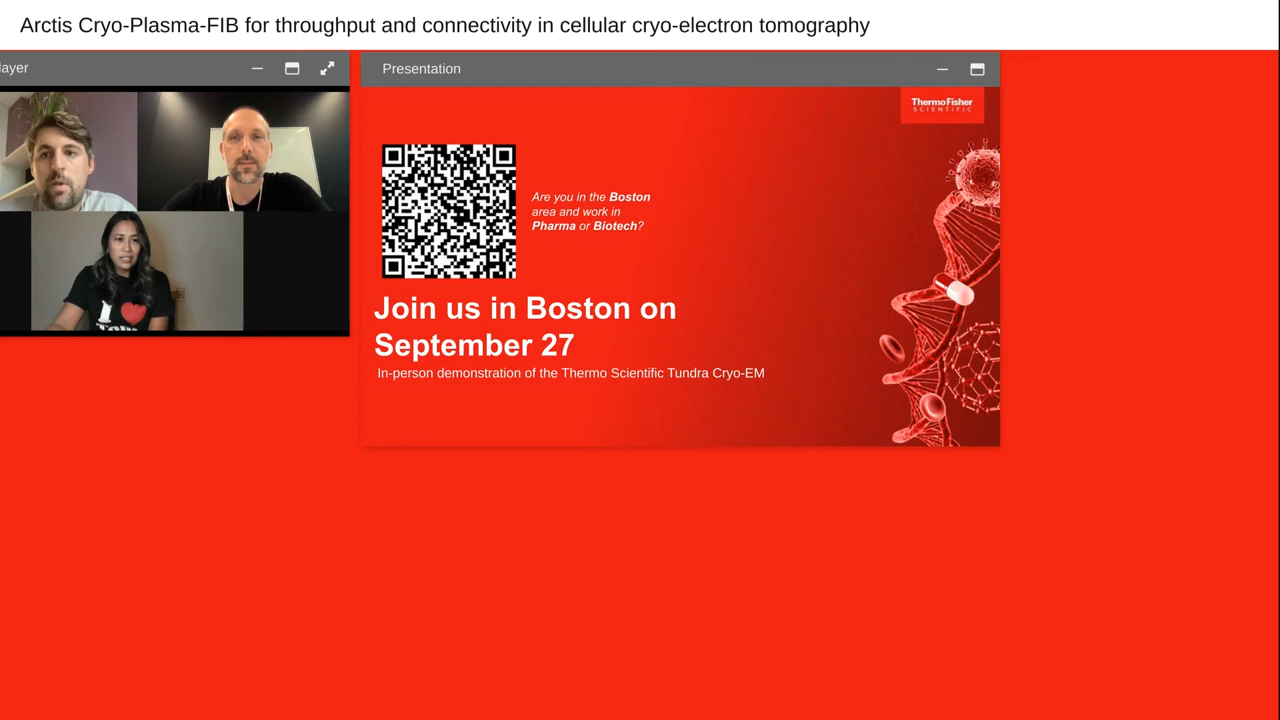 Arctis Cryo-Plasma-FIB for throughput and connectivity in cellular cryo-electron tomography
layer
Presentation
ThermoFisher
SCIENTIFIC
Are you in the Boston
area and work in
Pharma or Biotech?
Join us in Boston on
September 27
In-person demonstration of the Thermo Scientific Tundra Cryo-EM
I